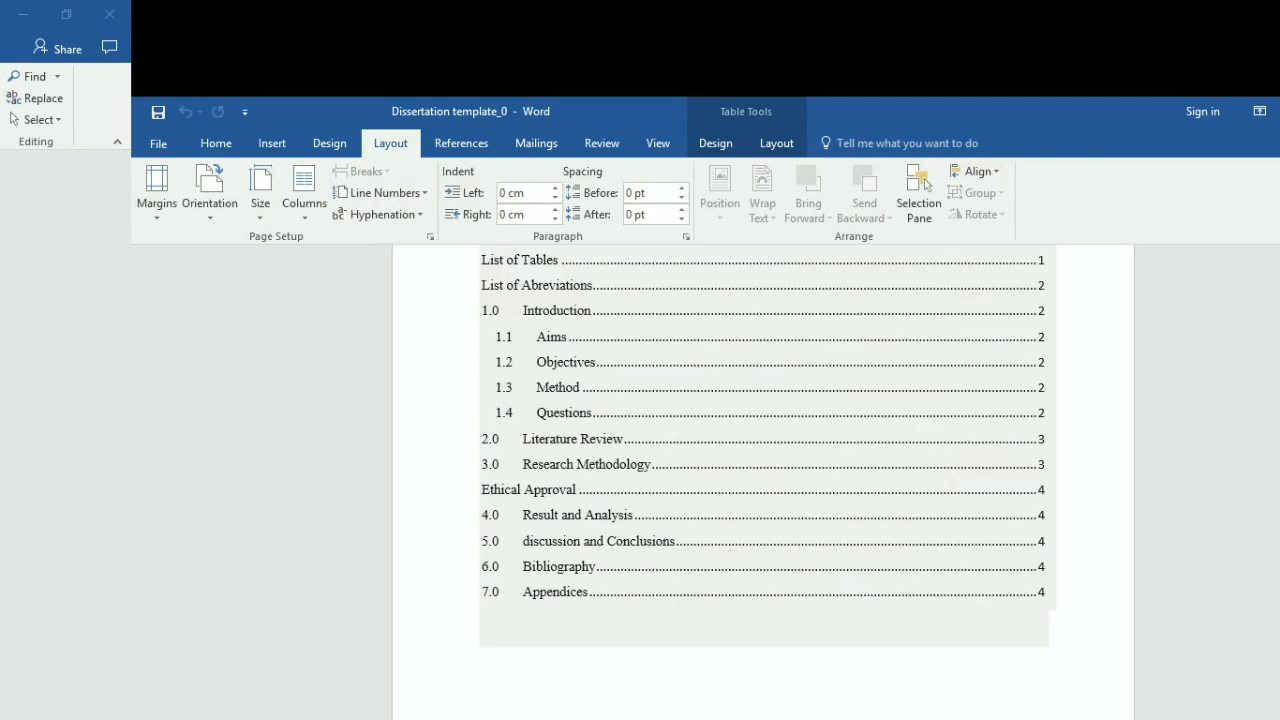 Share
Find
Replace
Select
Editing
Dissertation template_0 - Word
Table Tools
Sign in
File Home Insert Design Layout References Mailings Review View Design Layout Tell me what you want to do
Margins Orientation Size Columns
Breaks
Line Numbers
Hyphenation
Page Setup
Indent
Left: 0 cm
Right: 0 cm
Spacing
Before: 0 pt
After: 0 pt
Paragraph
Position
Wrap Text
Bring Forward
Send Backward
Selection Pane
Align
Group
Rotate
Arrange
List of Tables 1
List of Abreviations 2
1.0 Introduction 2
1.1 Aims 2
1.2 Objectives 2
1.3 Method 2
1.4 Questions 2
2.0 Literature Review 3
3.0 Research Methodology 3
Ethical Approval 4
4.0 Result and Analysis 4
5.0 discussion and Conclusions 4
6.0 Bibliography 4
7.0 Appendices 4